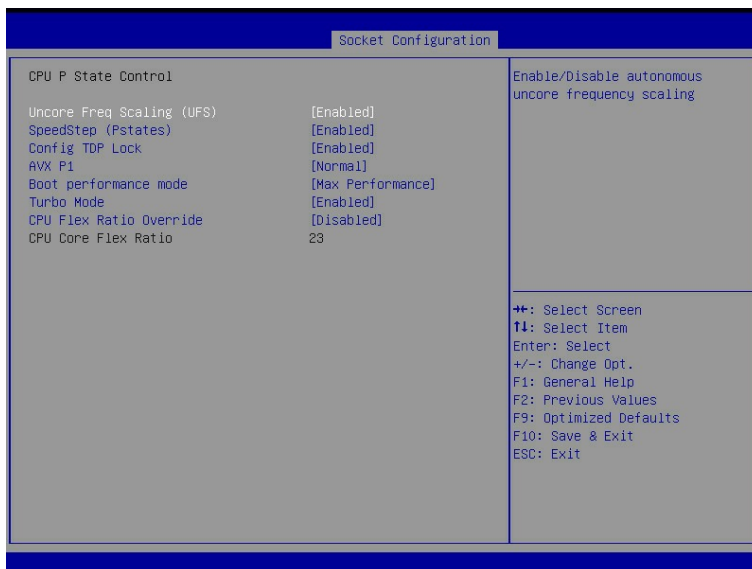 Socket Configuration
CPU P State Control
Uncore Freq Scaling (UFS) [Enabled]
SpeedStep (Pstates) [Enabled]
Config TDP Lock [Enabled]
AVX P1 [Normal]
Boot performance mode [Max Performance]
Turbo Mode [Enabled]
CPU Flex Ratio Override [Disabled]
CPU Core Flex Ratio 23
Enable/Disable autonomous
uncore frequency scaling
→←: Select Screen
↑↓: Select Item
Enter: Select
+/-: Change Opt.
F1: General Help
F2: Previous Values
F9: Optimized Defaults
F10: Save & Exit
ESC: Exit